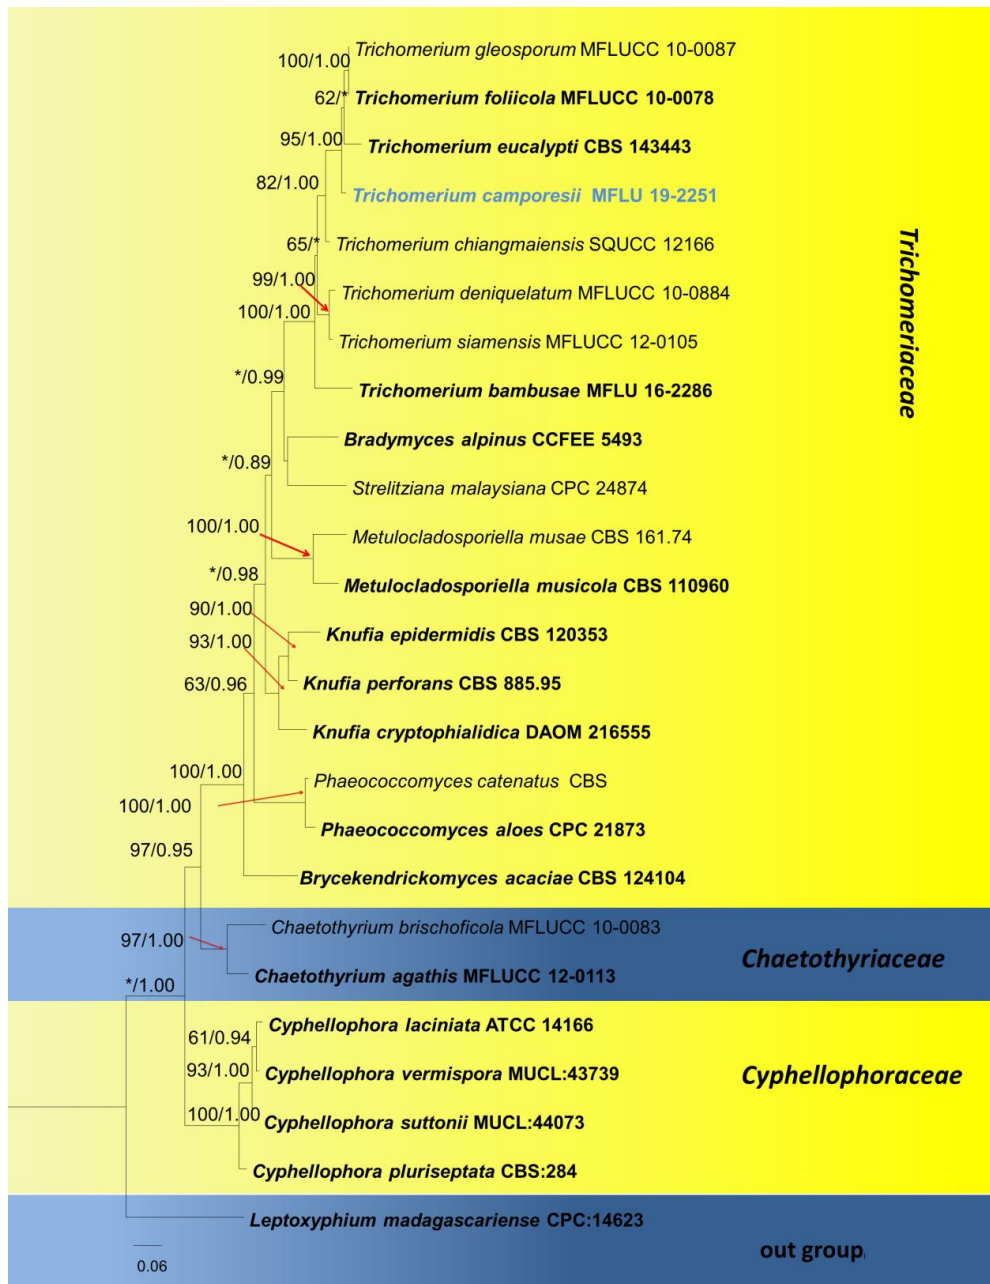 100/1.00
Trichomerium gleosporum MFLUCC 10-0087
62/*
Trichomerium foliicola MFLUCC 10-0078
95/1.00
Trichomerium eucalypti CBS 143443
82/1.00
Trichomerium camporesii MFLU 19-2251
65/*
Trichomerium chiangmaiensis SQUCC 12166
99/1.00
Trichomerium deniquelatum MFLUCC 10-0884
100/1.00
Trichomerium siamensis MFLUCC 12-0105
*/0.99
Trichomerium bambusae MFLU 16-2286
Bradymyces alpinus CCFEE 5493
*/0.89
Strelitziana malaysiana CPC 24874
100/1.00
Metulocladosporiella musae CBS 161.74
*/0.98
Metulocladosporiella musicola CBS 110960
90/1.00
Knufia epidermidis CBS 120353
93/1.00
63/0.96
Knufia perforans CBS 885.95
Knufia cryptophialidica DAOM 216555
100/1.00
Phaeococcomyces catenatus CBS
100/1.00
Phaeococcomyces aloes CPC 21873
97/0.95
Brycekendrickomyces acaciae CBS 124104
Trichomeriaceae
Chaetothyrium brischoficola MFLUCC 10-0083
97/1.00
Chaetothyriaceae
Chaetothyrium agathis MFLUCC 12-0113
*/1.00
Cyphellophora laciniata ATCC 14166
61/0.94
93/1.00
Cyphellophora vermispora MUCL:43739
Cyphellophoraceae
100/1.00
Cyphellophora suttonii MUCL:44073
Cyphellophora pluriseptata CBS:284
Leptoxyphium madagascariense CPC:14623
out group
0.06